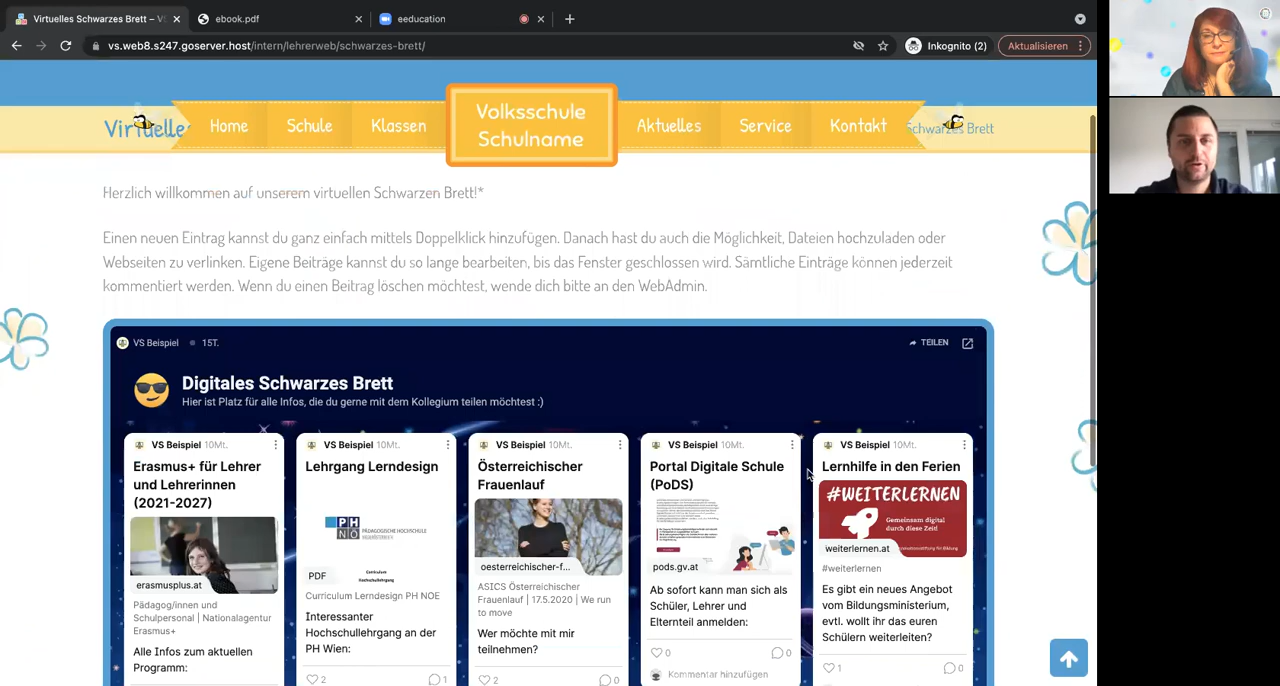 Virtuelles Schwarzes Brett – VS
ebook.pdf
eeducation
vs.web8.s247.goserver.host/intern/lehrerweb/schwarzes-brett/
Inkognito (2)
Aktualisieren
Virtuelle
Home
Schule
Klassen
Volksschule
Schulname
Aktuelles
Service
Kontakt
Schwarzes Brett
Herzlich willkommen auf unserem virtuellen Schwarzen Brett!*
Einen neuen Eintrag kannst du ganz einfach mittels Doppelklick hinzufügen. Danach hast du auch die Möglichkeit, Dateien hochzuladen oder
Webseiten zu verlinken. Eigene Beiträge kannst du so lange bearbeiten, bis das Fenster geschlossen wird. Sämtliche Einträge können jederzeit
kommentiert werden. Wenn du einen Beitrag löschen möchtest, wende dich bitte an den WebAdmin.
VS Beispiel 15T.
TEILEN
Digitales Schwarzes Brett
Hier ist Platz für alle Infos, die du gerne mit dem Kollegium teilen möchtest :)
VS Beispiel 10Mt.
Erasmus+ für Lehrer
und Lehrerinnen
(2021-2027)
erasmusplus.at
Pädagog/innen und
Schulpersonal | Nationalagentur
Erasmus+
Alle Infos zum aktuellen
Programm:
VS Beispiel 10Mt.
Lehrgang Lerndesign
PH
NÖ
PÄDAGOGISCHE HOCHSCHULE
NIEDERÖSTERREICH
PDF
Curriculum
Hochschullehrgang
Curriculum Lerndesign PH NOE
Interessanter
Hochschullehrgang an der
PH Wien:
2
1
VS Beispiel 10Mt.
Österreichischer
Frauenlauf
oesterreichischer-f...
ASICS Österreichischer
Frauenlauf | 17.5.2020 | We run
to move
Wer möchte mit mir
teilnehmen?
2
0
VS Beispiel 10Mt.
Portal Digitale Schule
(PoDS)
pods.gv.at
Ab sofort kann man sich als
Schüler, Lehrer und
Elternteil anmelden:
0
0
Kommentar hinzufügen
VS Beispiel 10Mt.
Lernhilfe in den Ferien
#WEITERLERNEN
Gemeinsam digital
durch diese Zeit!
weiterlernen.at
#weiterlernen
Es gibt ein neues Angebot
vom Bildungsministerium,
evtl. wollt ihr das euren
Schülern weiterleiten?
1
0